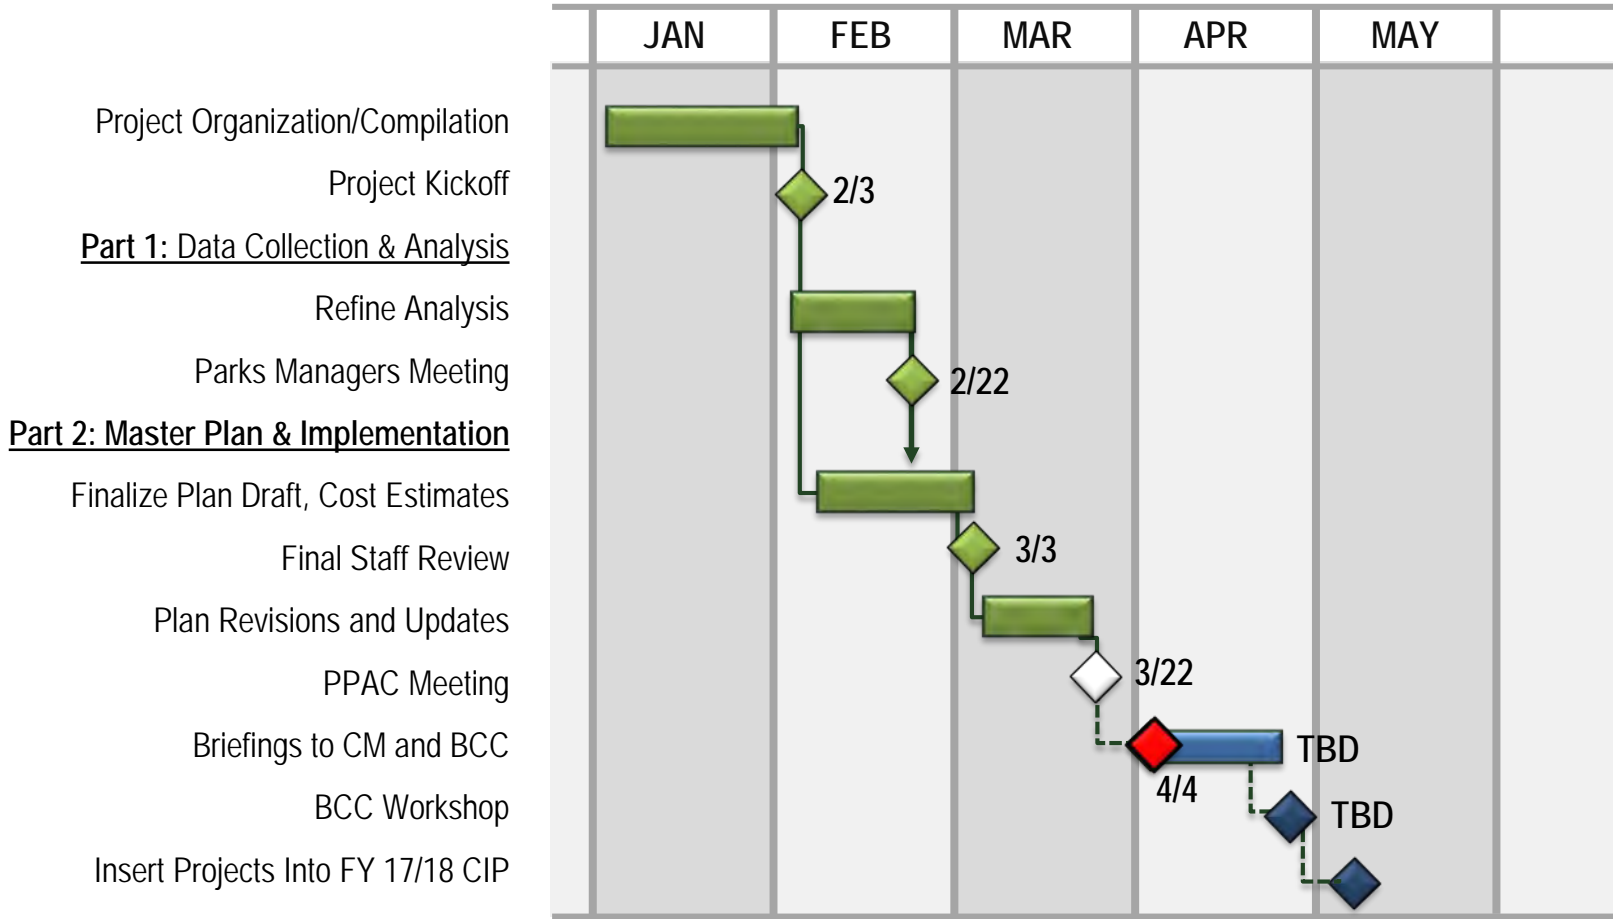 JAN FEB MAR APR MAY
Project Organization/Compilation
Project Kickoff 2/3
Part 1: Data Collection & Analysis
Refine Analysis
Parks Managers Meeting 2/22
Part 2: Master Plan & Implementation
Finalize Plan Draft, Cost Estimates
Final Staff Review 3/3
Plan Revisions and Updates
PPAC Meeting 3/22
Briefings to CM and BCC TBD
4/4
BCC Workshop TBD
Insert Projects Into FY 17/18 CIP